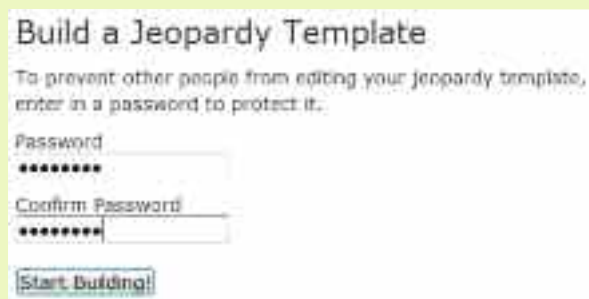 Build a Jeopardy Template
To prevent other people from editing your jeopardy template,
enter in a password to protect it.
Password
••••••••
Confirm Password
••••••••
Start Building!